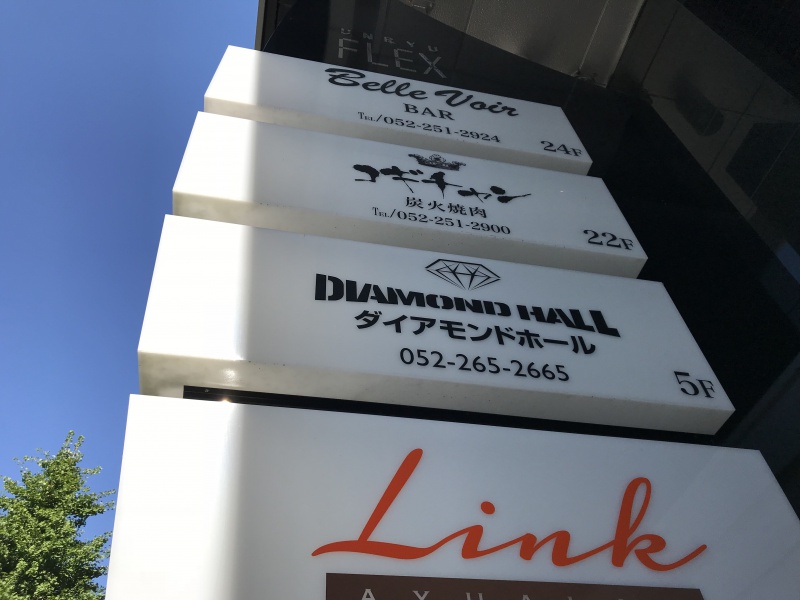 UNRYU
FLEX
Belle Voir
BAR
TEL/052-251-2924
24F
コギチャン
炭火焼肉
TEL/052-251-2900
22F
DIAMOND HALL
ダイアモンドホール
052-265-2665
5F
Link